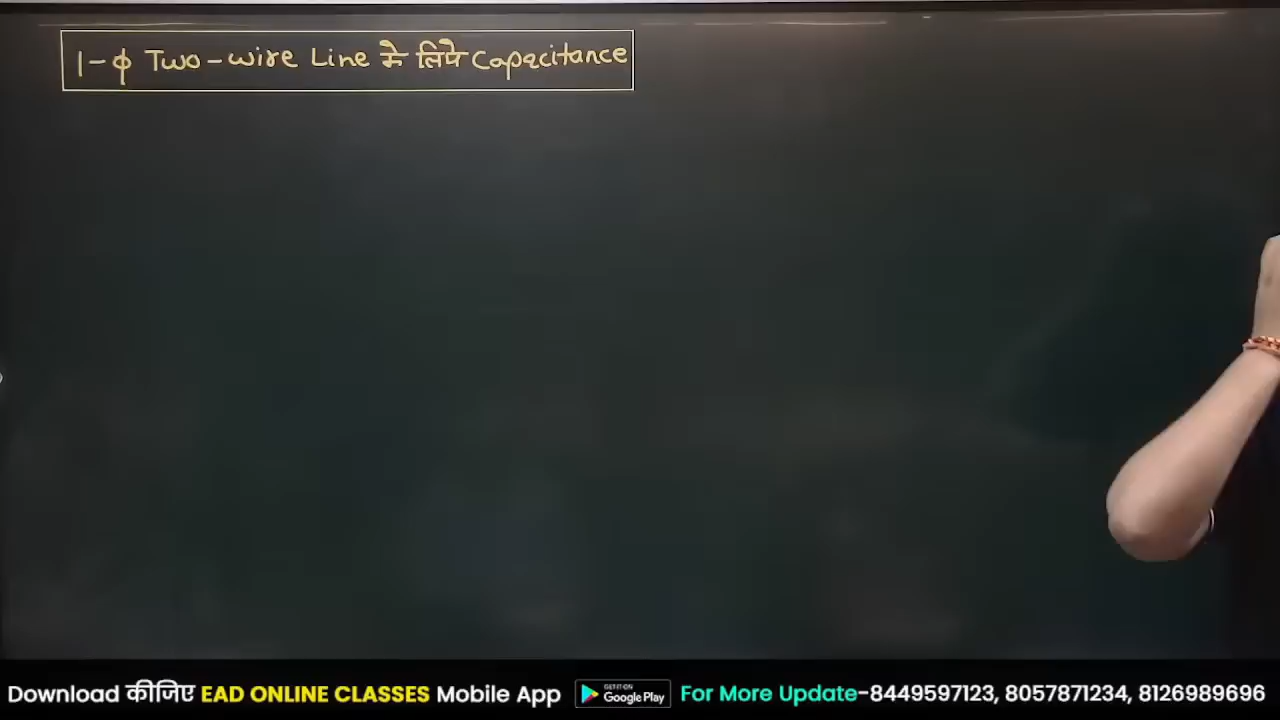 1-ϕ Two-wire Line के लिये Capacitance
Download कीजिए EAD ONLINE CLASSES Mobile App GET IT ON Google Play For More Update-8449597123, 8057871234, 8126989696